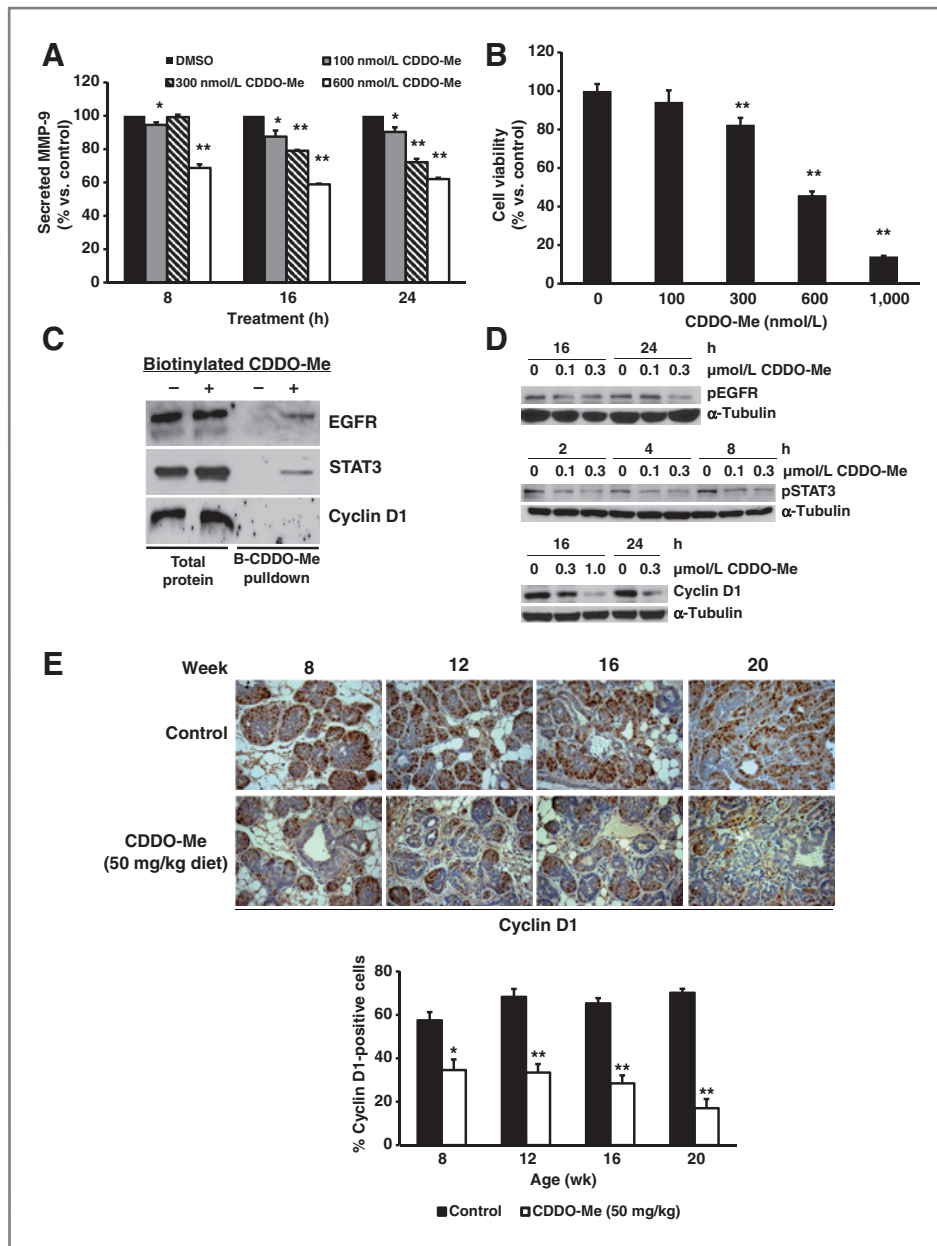 A
DMSO
100 nmol/L CDDO-Me
300 nmol/L CDDO-Me
600 nmol/L CDDO-Me
Secreted MMP-9
(% vs. control)
120
100
80
60
40
20
0
* ** * ** ** * ** **
8 16 24
Treatment (h)
B
Cell viability
(% vs. control)
120
100
80
60
40
20
0
** ** **
0 100 300 600 1,000
CDDO-Me (nmol/L)
C
Biotinylated CDDO-Me
– + – +
EGFR
STAT3
Cyclin D1
Total protein
B-CDDO-Me pulldown
D
16 24 h
0 0.1 0.3 0 0.1 0.3 μmol/L CDDO-Me
pEGFR
α-Tubulin
2 4 8 h
0 0.1 0.3 0 0.1 0.3 0 0.1 0.3 μmol/L CDDO-Me
pSTAT3
α-Tubulin
16 24 h
0 0.3 1.0 0 0.3 μmol/L CDDO-Me
Cyclin D1
α-Tubulin
E
Week 8 12 16 20
Control
CDDO-Me
(50 mg/kg diet)
Cyclin D1
% Cyclin D1-positive cells
80
60
40
20
0
* ** ** **
8 12 16 20
Age (wk)
Control CDDO-Me (50 mg/kg)